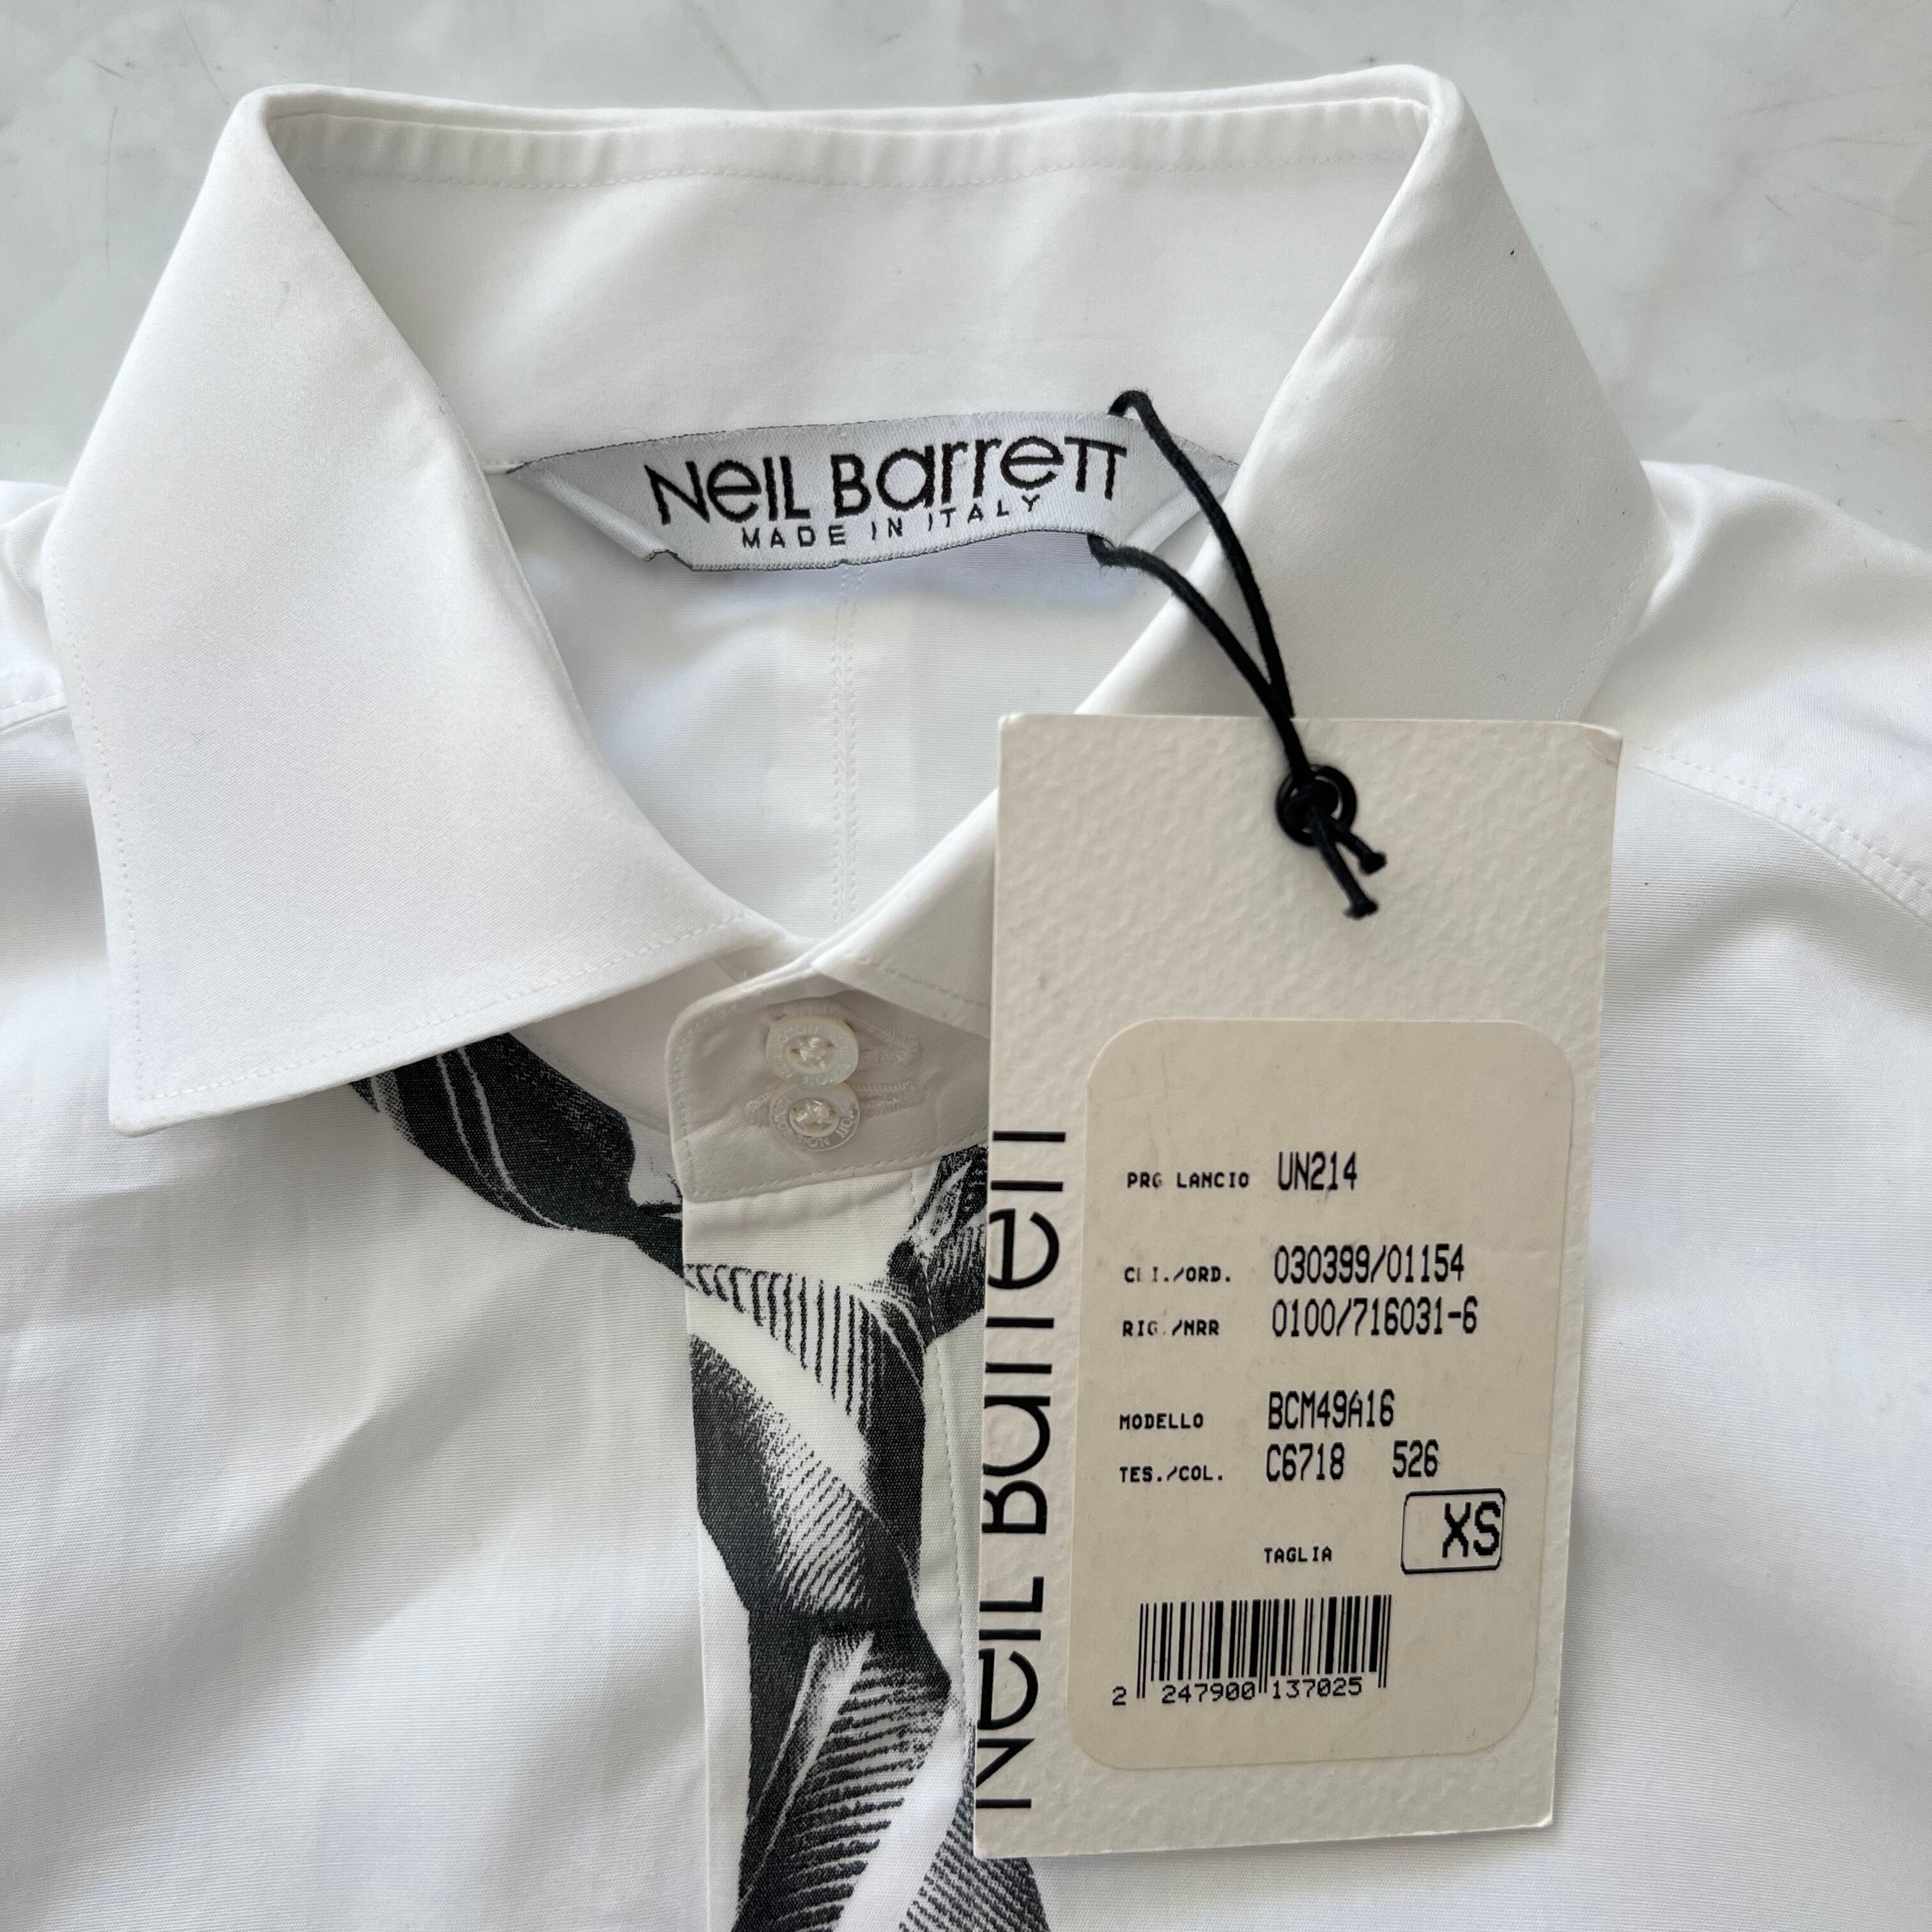 Neil Barrett
MADE IN ITALY
Neil Barrett
PRG LANCIO UN214
CLI./ORD. 030399/01154
RIG./NRR 0100/716031-6
MODELLO BCM49A16
TES./COL. C6718 526
TAGLIA XS
2 247900 137025